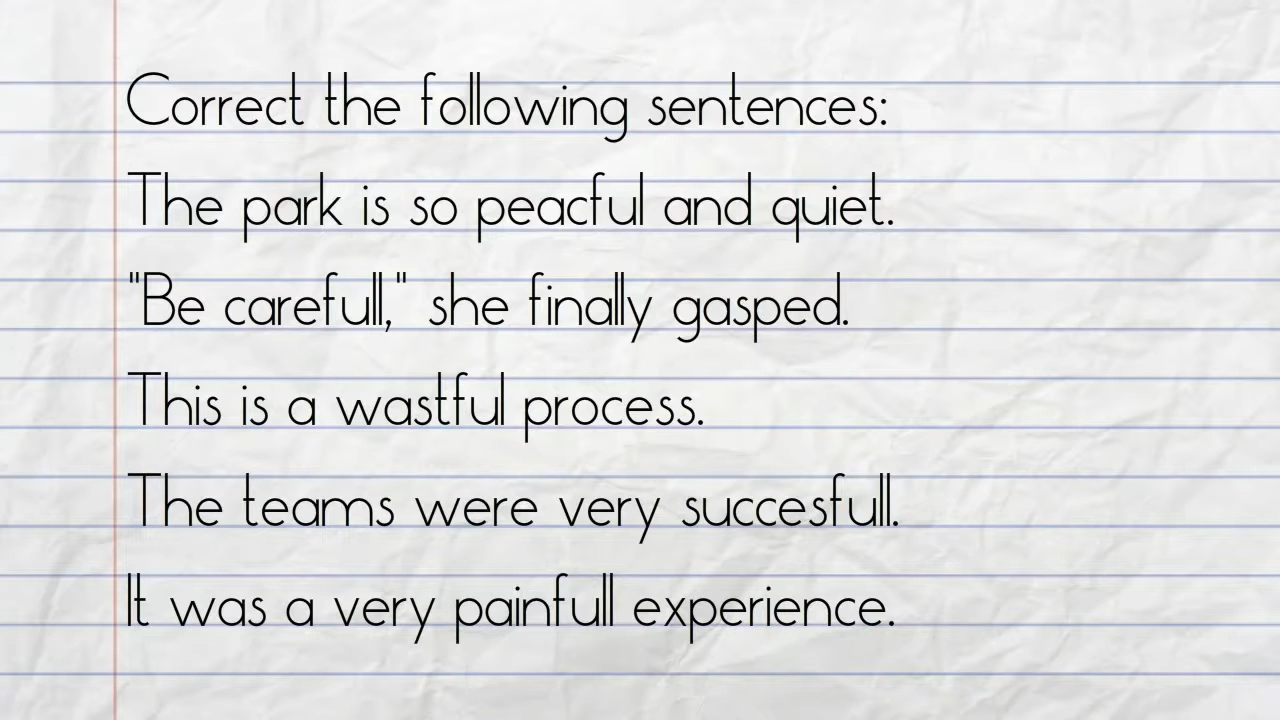 Correct the following sentences:
The park is so peacful and quiet.
"Be carefull," she finally gasped.
This is a wastful process.
The teams were very succesfull.
It was a very painfull experience.